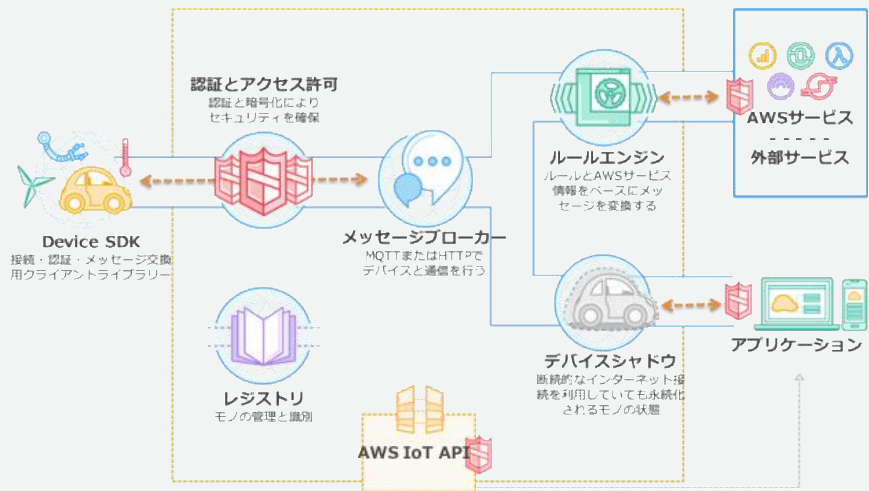 認証とアクセス許可
認証と暗号化により
セキュリティを確保
Device SDK
接続・認証・メッセージ交換
用クライアントライブラリー
メッセージブローカー
MQTTまたはHTTPで
デバイスと通信を行う
ルールエンジン
ルールとAWSサービス
情報をベースにメッ
セージを変換する
AWSサービス
- - - - -
外部サービス
レジストリ
モノの管理と識別
デバイスシャドウ
断続的なインターネット接
続を利用していても永続化
されるモノの状態
アプリケーション
AWS IoT API